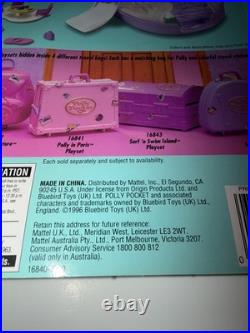 Playsets hidden inside 6 different travel bags! Each has a matching bag for Polly and colorful travel stickers
16841
Polly in Paris™
Playset
16843
Surf 'n Swim Island™
Playset
Each sold separately and subject to availability.
MADE IN CHINA. Distributed by Mattel, Inc., El Segundo, CA
90245 U.S.A. Under license from Origin Products Ltd. and
Bluebird Toys (UK) Ltd. POLLY POCKET and associated
characters and trademarks owned by Bluebird Toys (UK) Ltd.,
England. ©1996 Bluebird Toys (UK) Ltd.
Retain this address for future reference:
Mattel U.K., Ltd., Meridian West, Leicester LE3 2WT.
Mattel Australia Pty., Ltd., Port Melbourne, Victoria 3207.
Consumer Advisory Service 1800 800 812
(valid only in Australia).
16840-